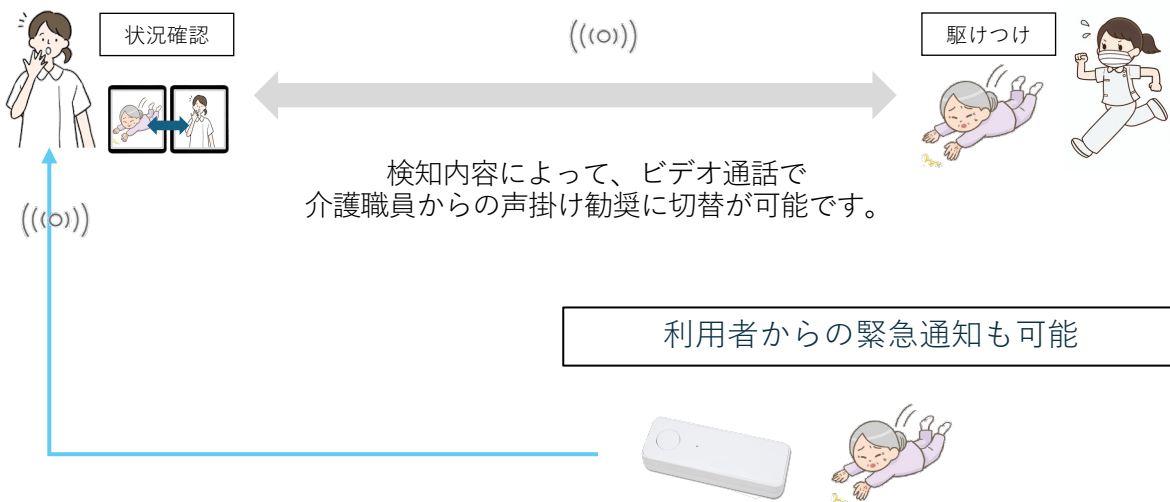 状況確認
駆けつけ
検知内容によって、ビデオ通話で
介護職員からの声掛け勧奨に切替が可能です。
利用者からの緊急通知も可能